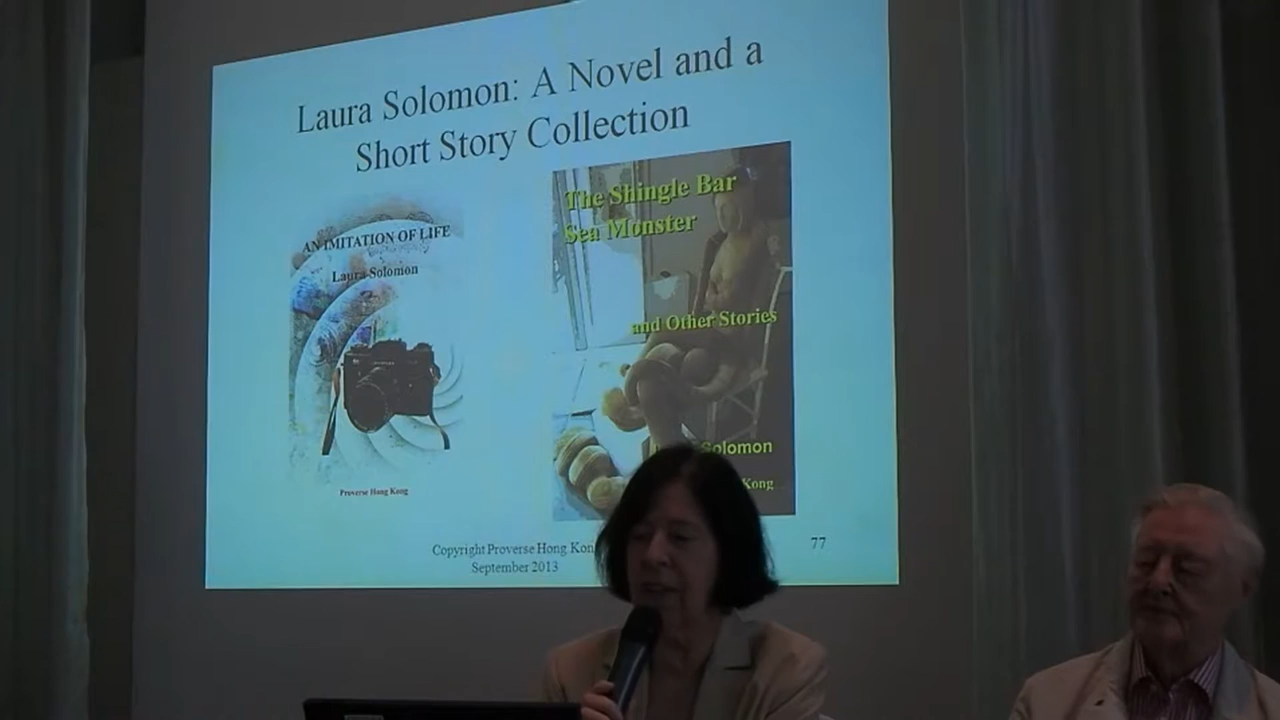 Laura Solomon: A Novel and a
Short Story Collection
AN IMITATION OF LIFE
Laura Solomon
Proverse Hong Kong
The Shingle Bar
Sea Monster
and Other Stories
Solomon
Kong
Copyright Proverse Hong Kon
September 2013
77